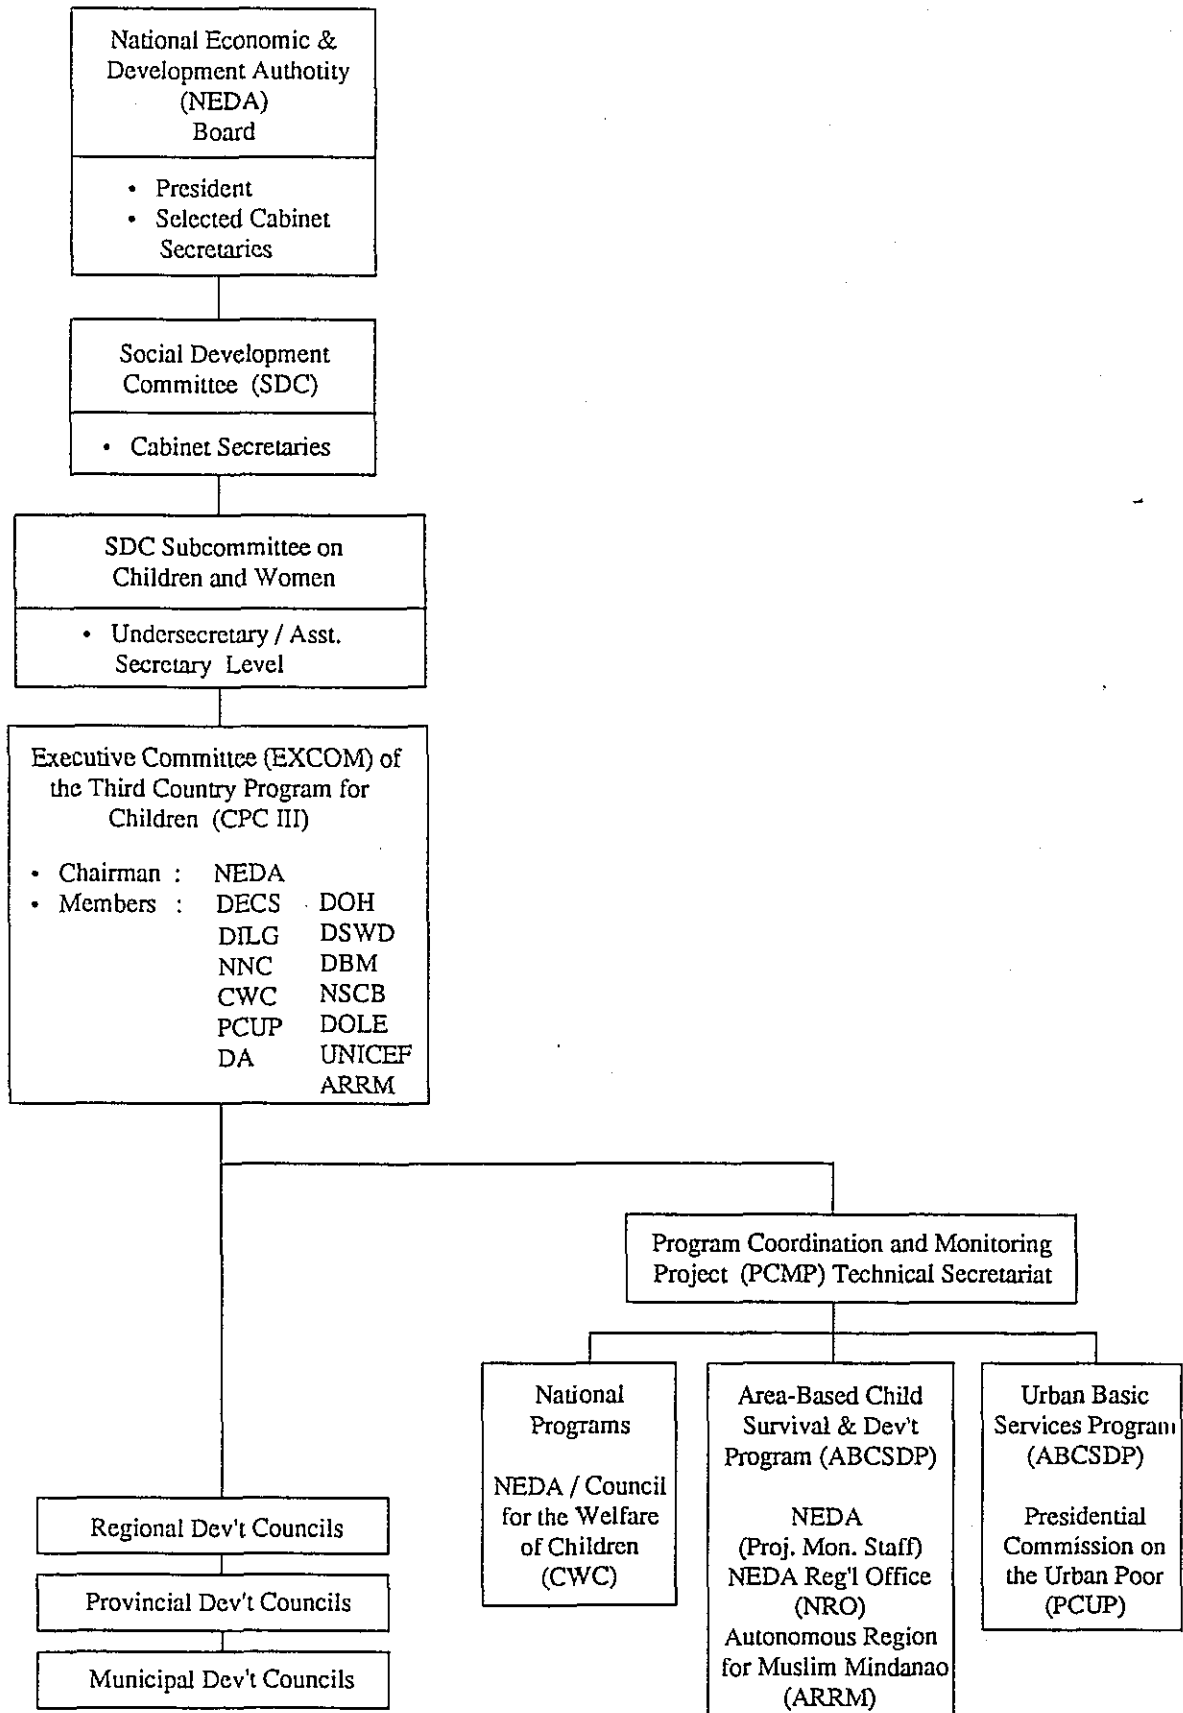 National Economic &
Development Authotity
(NEDA)
Board
• President
• Selected Cabinet
Secretaries
Social Development
Committee (SDC)
• Cabinet Secretaries
SDC Subcommittee on
Children and Women
• Undersecretary / Asst.
Secretary Level
Executive Committee (EXCOM) of
the Third Country Program for
Children (CPC III)
• Chairman : NEDA
• Members : DECS DOH
DILG DSWD
NNC DBM
CWC NSCB
PCUP DOLE
DA UNICEF
ARRM
Program Coordination and Monitoring
Project (PCMP) Technical Secretariat
National
Programs
NEDA / Council
for the Welfare
of Children
(CWC)
Area-Based Child
Survival & Dev't
Program (ABCSDP)
NEDA
(Proj. Mon. Staff)
NEDA Reg'l Office
(NRO)
Autonomous Region
for Muslim Mindanao
(ARRM)
Urban Basic
Services Program
(ABCSDP)
Presidential
Commission on
the Urban Poor
(PCUP)
Regional Dev't Councils
Provincial Dev't Councils
Municipal Dev't Councils